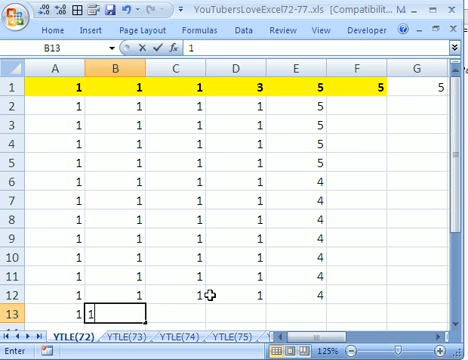 YouTubersLoveExcel72-77..xls [Compatibilit...
Home Insert Page Layout Formulas Data Review View Developer
B13 1
A B C D E F G
1 1 1 1 3 5 5 5
2 1 1 1 1 5
3 1 1 1 1 5
4 1 1 1 1 5
5 1 1 1 1 5
6 1 1 1 1 4
7 1 1 1 1 4
8 1 1 1 1 4
9 1 1 1 1 4
10 1 1 1 1 4
11 1 1 1 1 4
12 1 1 1 1 4
13 1 1
YTLE(72) YTLE(73) YTLE(74) YTLE(75)
Enter 125%